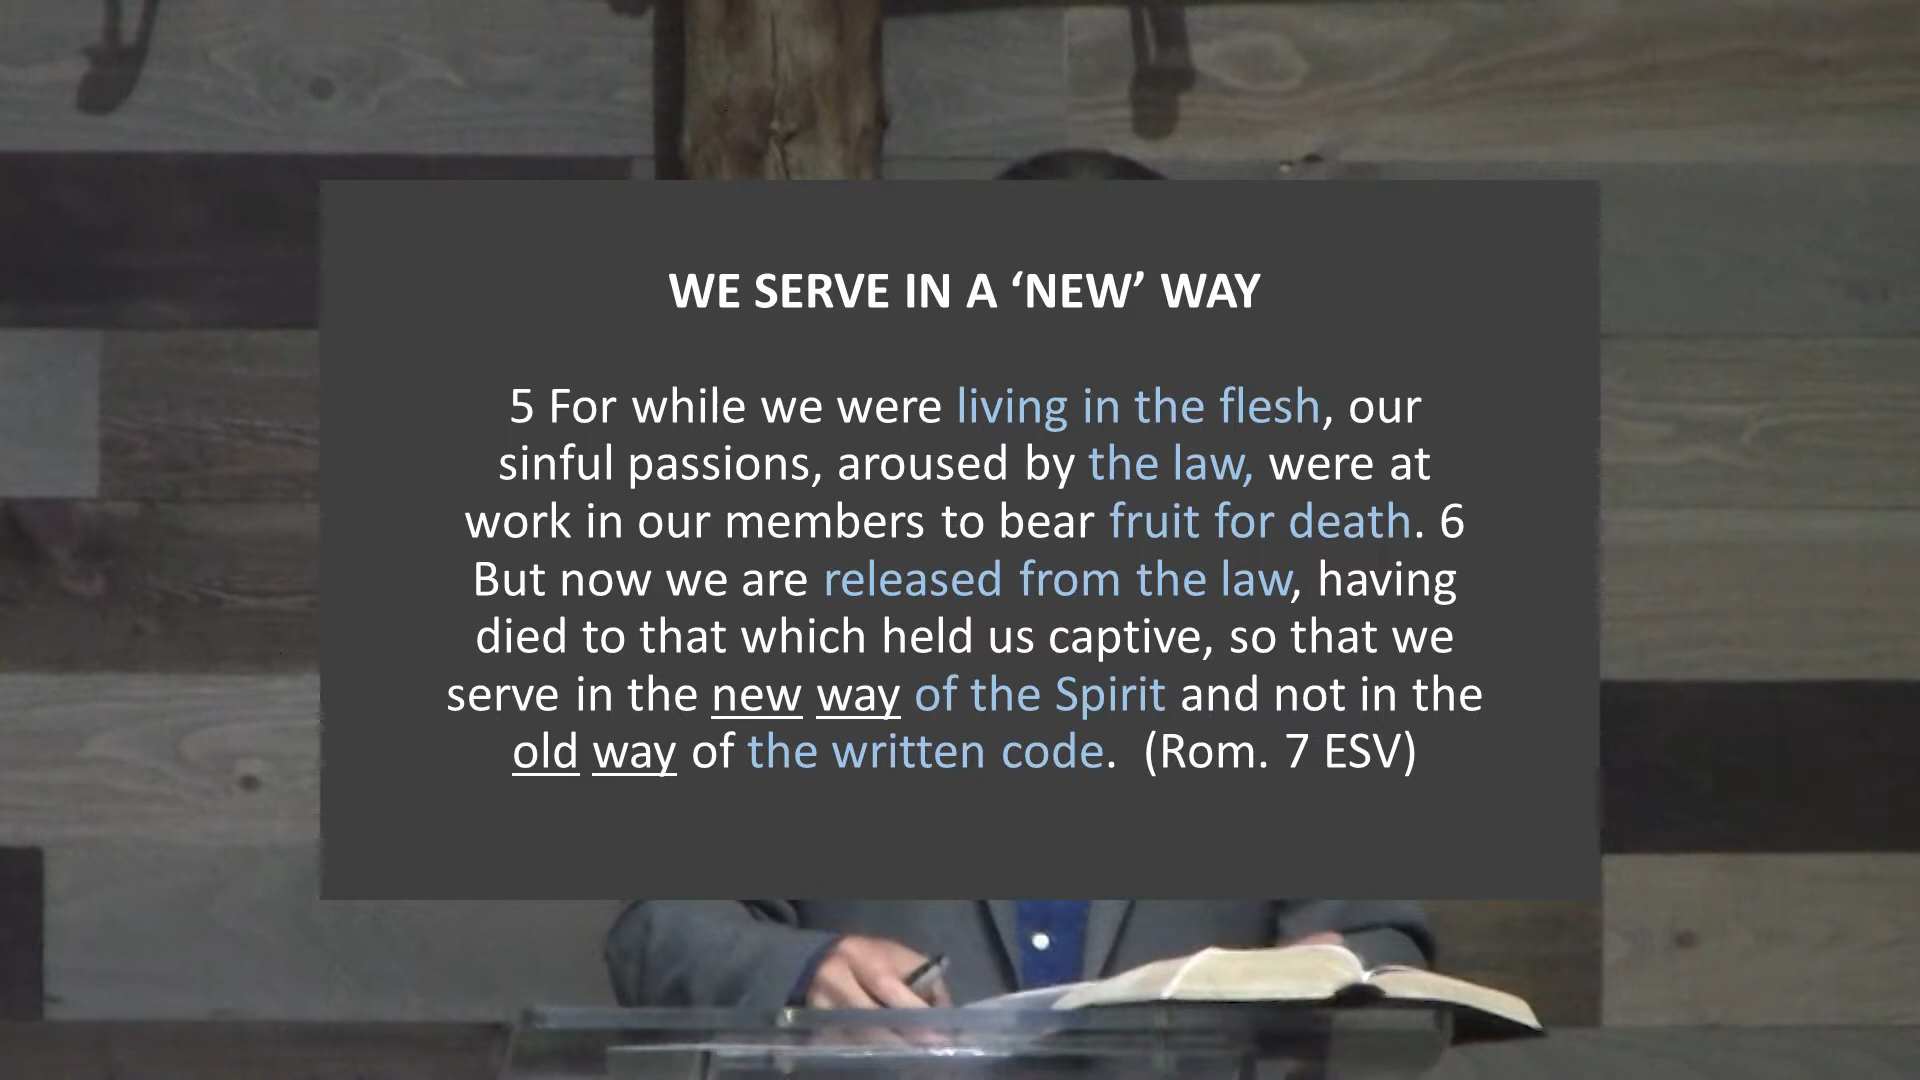 WE SERVE IN A ‘NEW’ WAY
5 For while we were living in the flesh, our
sinful passions, aroused by the law, were at
work in our members to bear fruit for death. 6
But now we are released from the law, having
died to that which held us captive, so that we
serve in the new way of the Spirit and not in the
old way of the written code.  (Rom. 7 ESV)